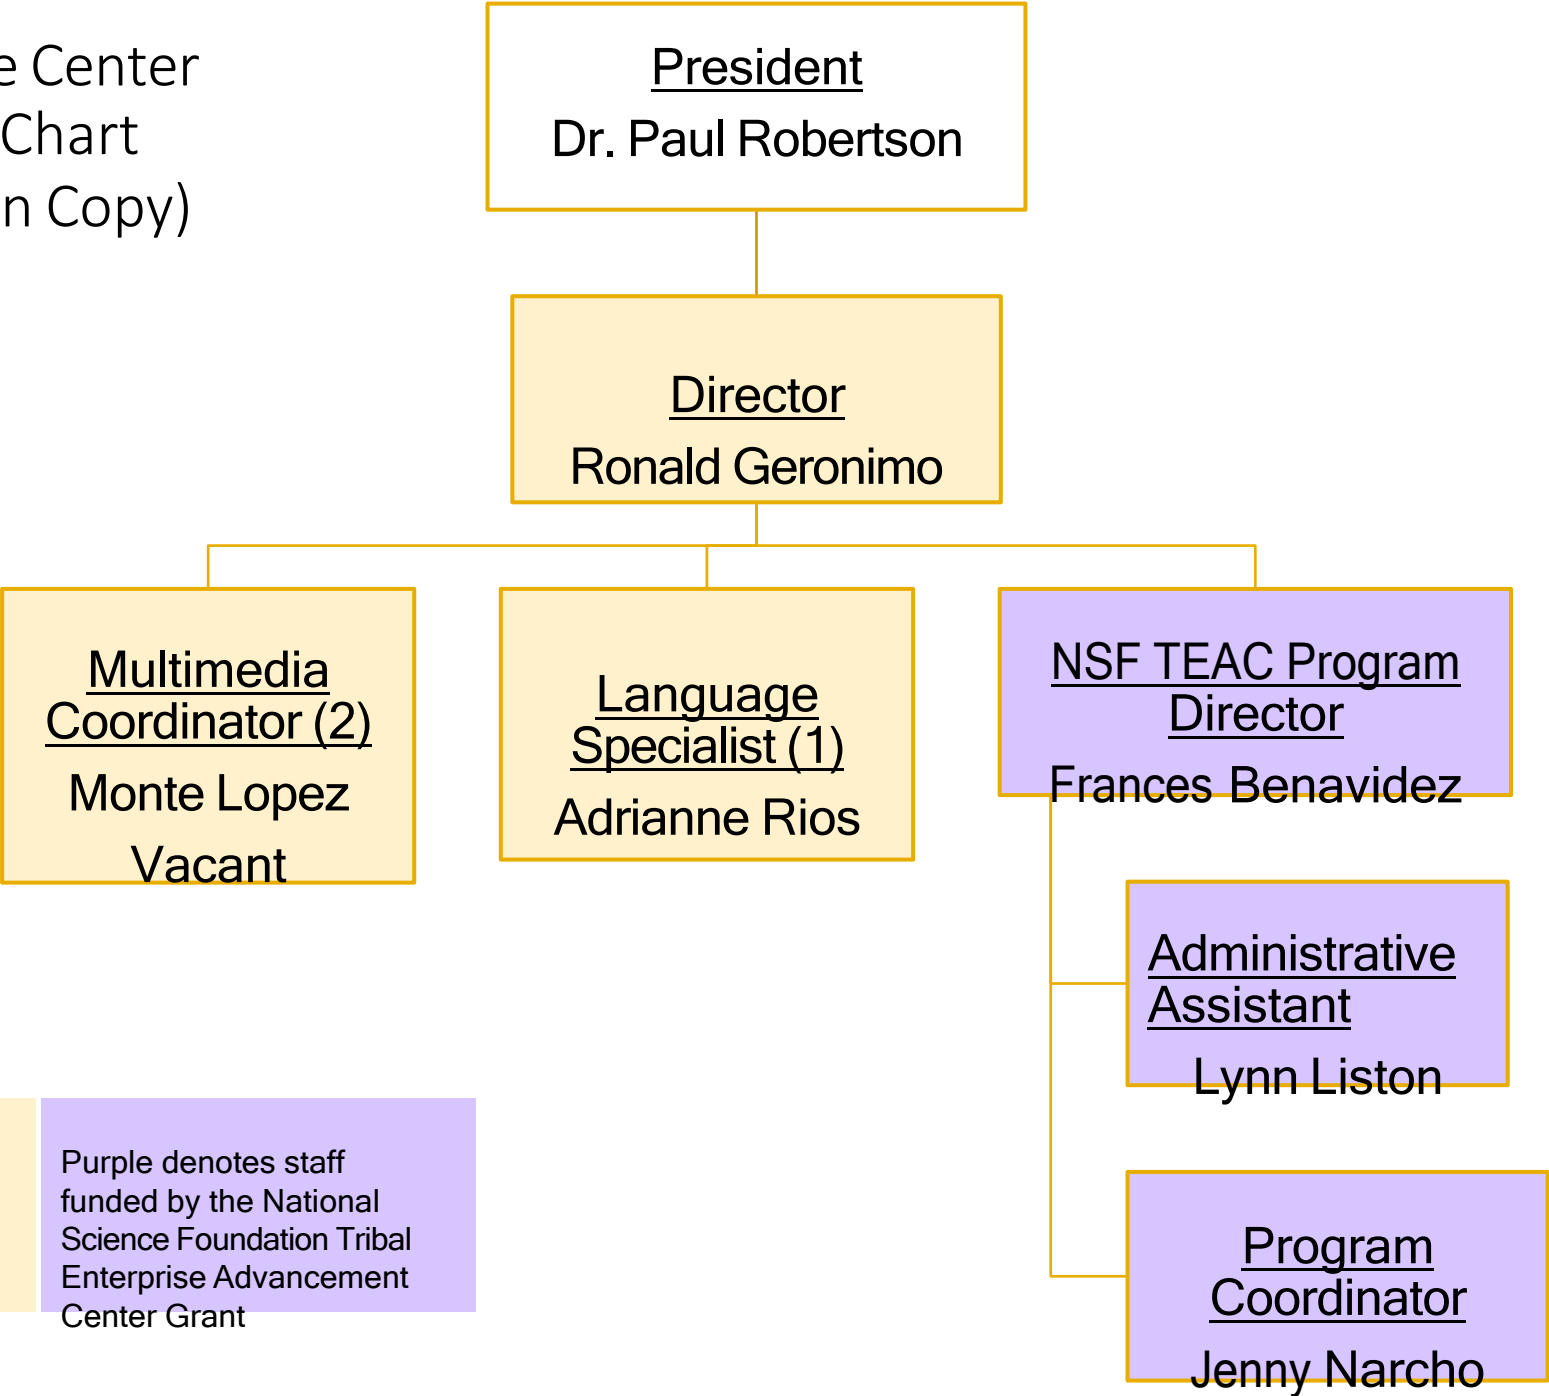 e Center
Chart
n Copy)
President
Dr. Paul Robertson
Director
Ronald Geronimo
Multimedia
Coordinator (2)
Monte Lopez
Vacant
Language
Specialist (1)
Adrianne Rios
NSF TEAC Program
Director
Frances Benavidez
Administrative
Assistant
Lynn Liston
Program
Coordinator
Jenny Narcho
Purple denotes staff
funded by the National
Science Foundation Tribal
Enterprise Advancement
Center Grant